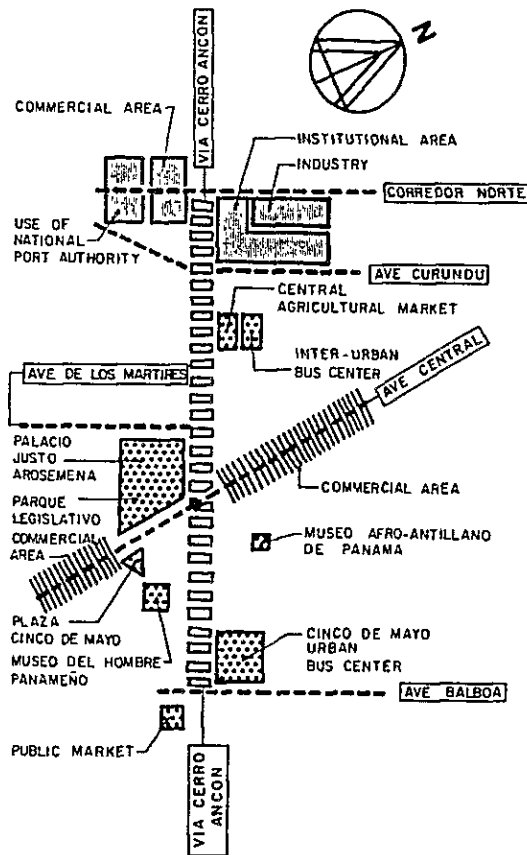 N
VIA CERRO ANCON
COMMERCIAL AREA
INSTITUTIONAL AREA
INDUSTRY
CORREDOR NORTE
USE OF
NATIONAL
PORT AUTHORITY
AVE CURUNDU
CENTRAL
AGRICULTURAL MARKET
INTER-URBAN
BUS CENTER
AVE DE LOS MARTIRES
AVE CENTRAL
PALACIO
JUSTO
AROSEMENA
PARQUE
LEGISLATIVO
COMMERCIAL
AREA
COMMERCIAL AREA
MUSEO AFRO-ANTILLANO
DE PANAMA
PLAZA
CINCO DE MAYO
MUSEO DEL HOMBRE
PANAMEÑO
CINCO DE MAYO
URBAN
BUS CENTER
AVE BALBOA
PUBLIC MARKET
VIA CERRO
ANCON